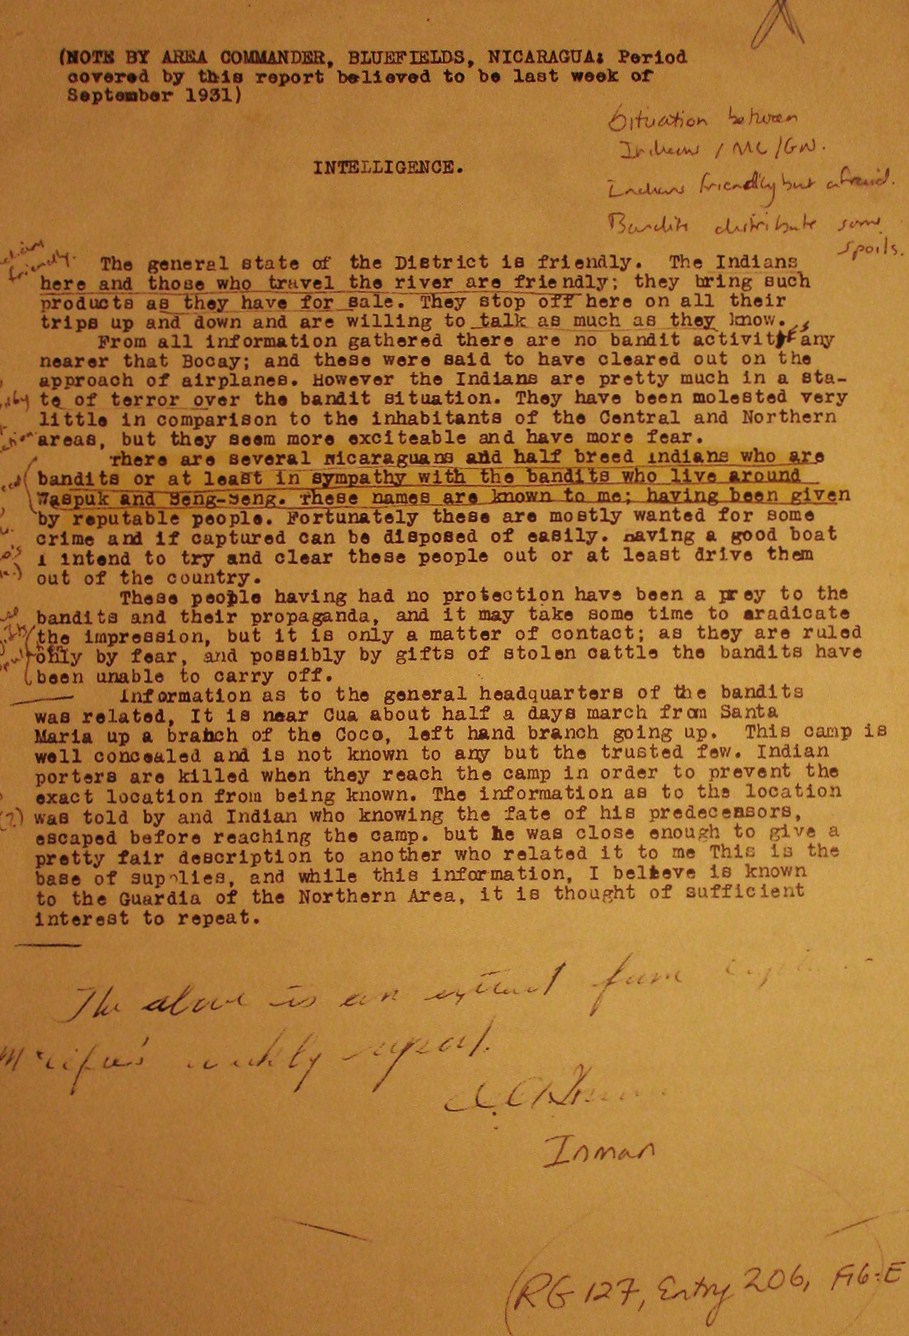 (NOTE BY AREA COMMANDER, BLUEFIELDS, NICARAGUA: Period
covered by this report believed to be last week of
September 1931)
Situation between
Indians / MC / GN.
Indians friendly but afraid.
Bandits distribute some
spoils.
INTELLIGENCE.
friendly.
The general state of the District is friendly. The Indians
here and those who travel the river are friendly; they bring such
products as they have for sale. They stop off here on all their
trips up and down and are willing to talk as much as they know.
From all information gathered there are no bandit activity any
nearer that Bocay; and these were said to have cleared out on the
approach of airplanes. However the Indians are pretty much in a sta-
te of terror over the bandit situation. They have been molested very
little in comparison to the inhabitants of the Central and Northern
areas, but they seem more exciteable and have more fear.
There are several Nicaraguans and half breed indians who are
bandits or at least in sympathy with the bandits who live around
Waspuk and Seng-Seng. These names are known to me; having been given
by reputable people. Fortunately these are mostly wanted for some
crime and if captured can be disposed of easily. Having a good boat
I intend to try and clear these people out or at least drive them
out of the country.
These people having had no protection have been a prey to the
bandits and their propaganda, and it may take some time to eradicate
the impression, but it is only a matter of contact; as they are ruled
only by fear, and possibly by gifts of stolen cattle the bandits have
been unable to carry off.
Information as to the general headquarters of the bandits
was related, It is near Cua about half a days march from Santa
Maria up a branch of the Coco, left hand branch going up. This camp is
well concealed and is not known to any but the trusted few. Indian
porters are killed when they reach the camp in order to prevent the
exact location from being known. The information as to the location
(?) was told by and Indian who knowing the fate of his predecessors,
escaped before reaching the camp. but he was close enough to give a
pretty fair description to another who related it to me This is the
base of supplies, and while this information, I believe is known
to the Guardia of the Northern Area, it is thought of sufficient
interest to repeat.
The above is an extract from
weekly report.
Inman
(RG 127, Entry 206, F16:E